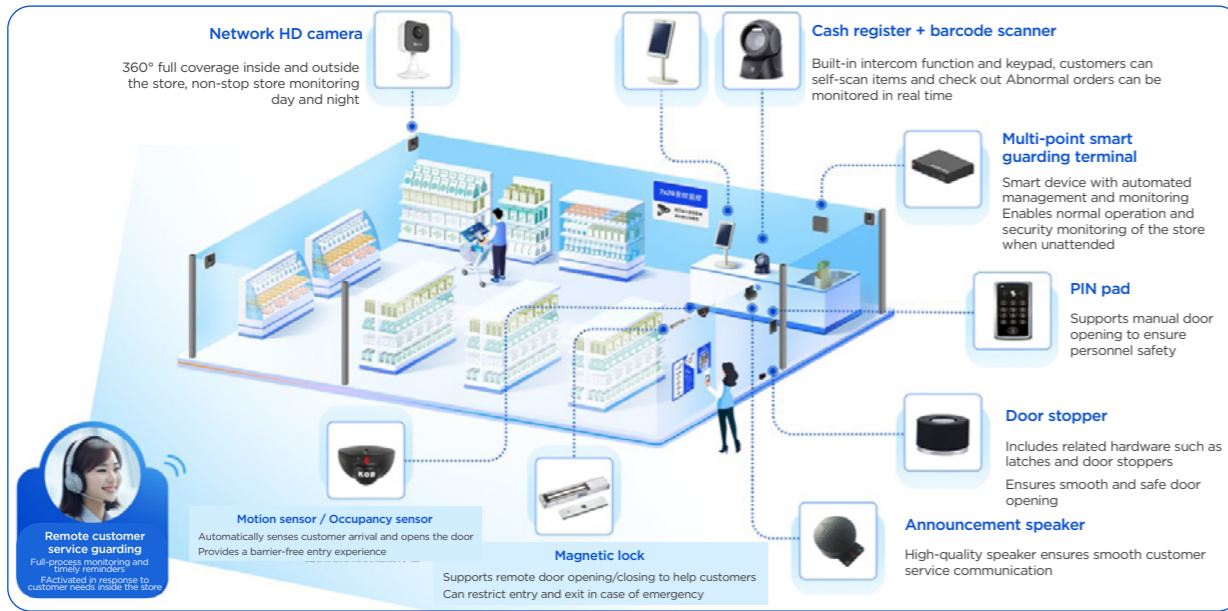 Network HD camera
360° full coverage inside and outside
the store, non-stop store monitoring
day and night
Cash register + barcode scanner
Built-in intercom function and keypad, customers can
self-scan items and check out Abnormal orders can be
monitored in real time
Multi-point smart
guarding terminal
Smart device with automated
management and monitoring
Enables normal operation and
security monitoring of the store
when unattended
PIN pad
Supports manual door
opening to ensure
personnel safety
Door stopper
Includes related hardware such as
latches and door stoppers
Ensures smooth and safe door
opening
Announcement speaker
High-quality speaker ensures smooth customer
service communication
Magnetic lock
Supports remote door opening/closing to help customers
Can restrict entry and exit in case of emergency
Motion sensor / Occupancy sensor
Automatically senses customer arrival and opens the door
Provides a barrier-free entry experience
Remote customer
service guarding
Full-process monitoring and
timely reminders
FActivated in response to
customer needs inside the store